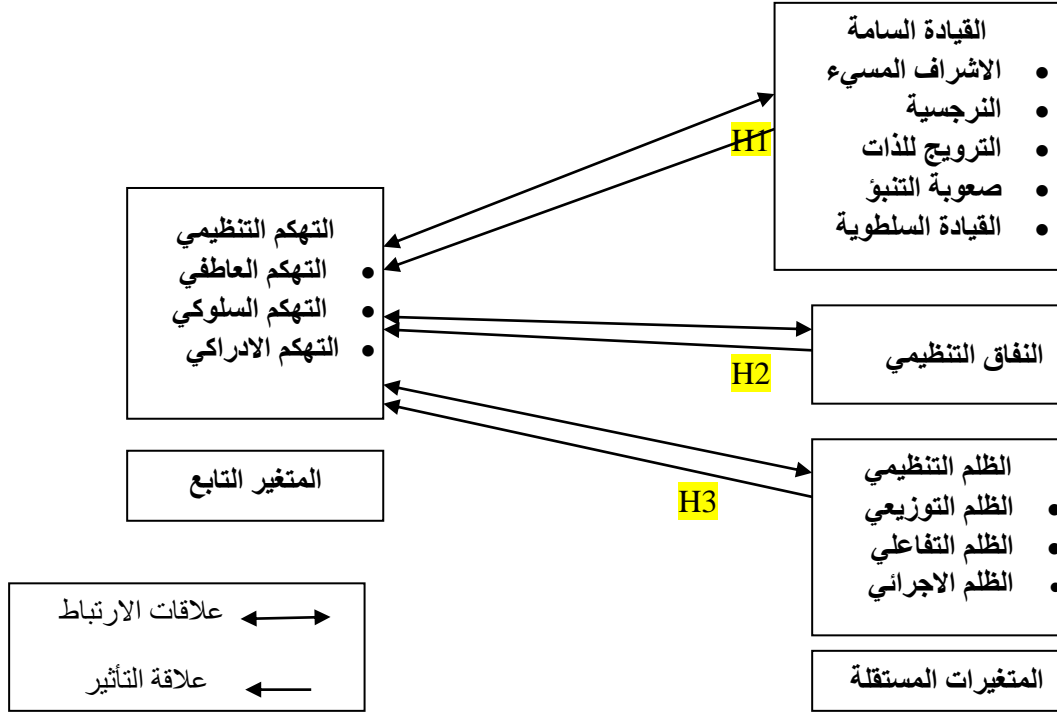 القيادة السامة
• الاشراف المسيء
• النرجسية
• الترويج للذات
• صعوبة التنبؤ
• القيادة السلطوية
H1
التهكم التنظيمي
• التهكم العاطفي
• التهكم السلوكي
• التهكم الادراكي
النفاق التنظيمي
H2
المتغير التابع
الظلم التنظيمي
• الظلم التوزيعي
• الظلم التفاعلي
• الظلم الاجرائي
H3
المتغيرات المستقلة
علاقات الارتباط
علاقة التأثير